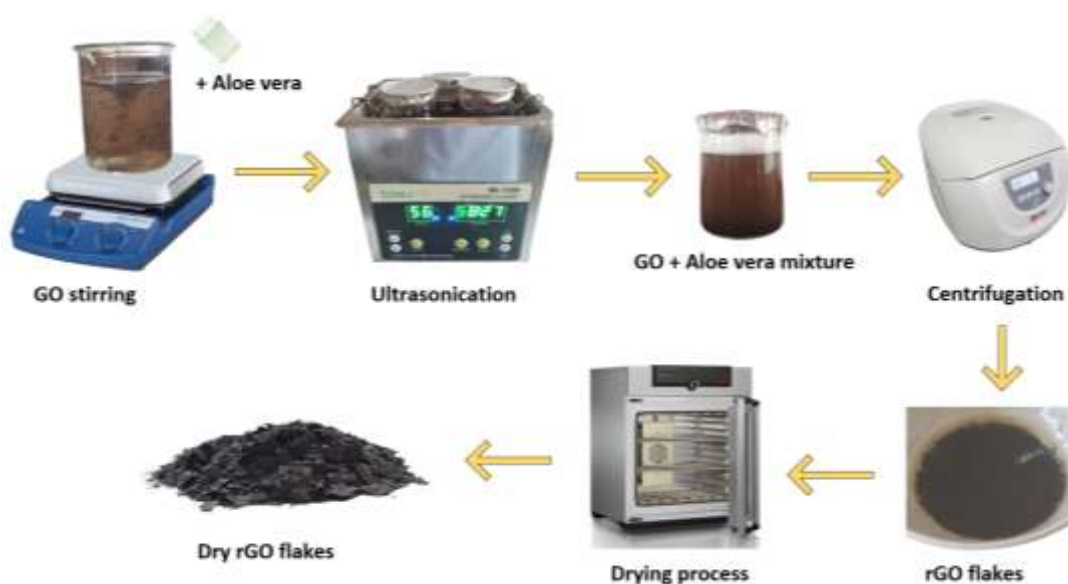 + Aloe vera
GO stirring
Ultrasonication
GO + Aloe vera mixture
Centrifugation
Dry rGO flakes
Drying process
rGO flakes